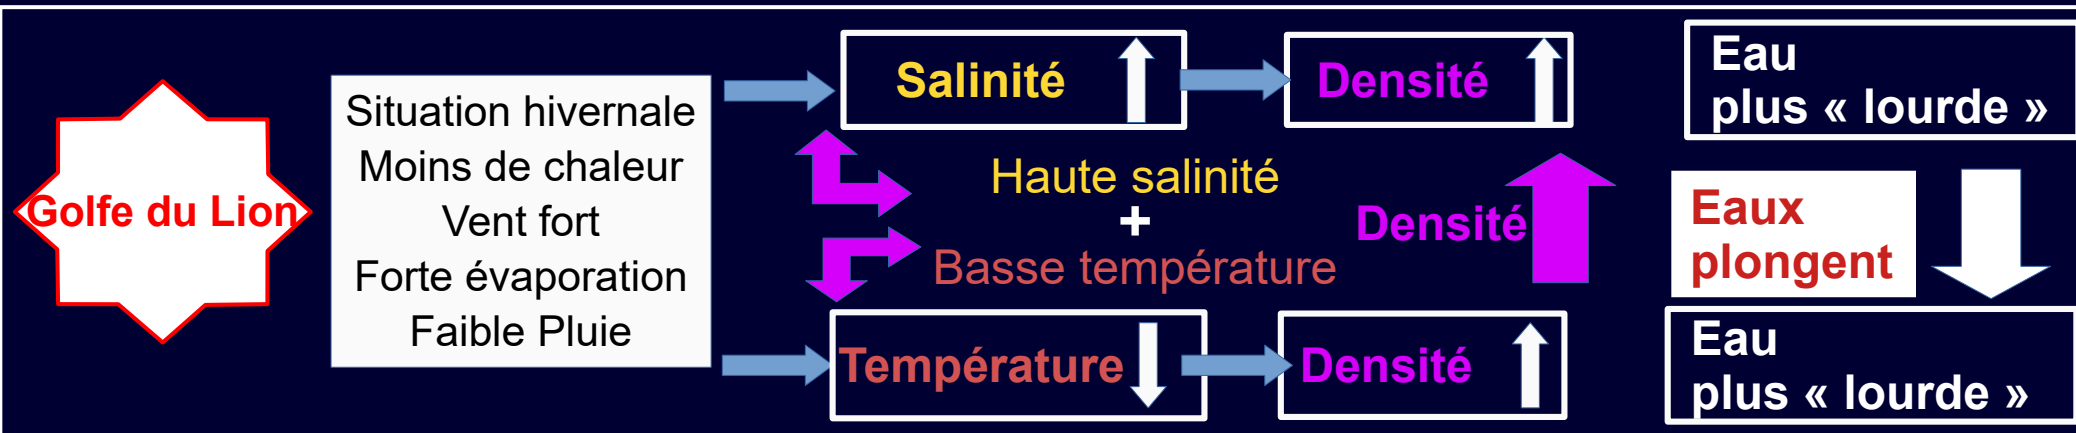 Golfe du Lion
Situation hivernale
Moins de chaleur
Vent fort
Forte évaporation
Faible Pluie
Salinité
Densité
Eau
plus « lourde »
Haute salinité
+
Basse température
Densité
Eaux
plongent
Température
Densité
Eau
plus « lourde »